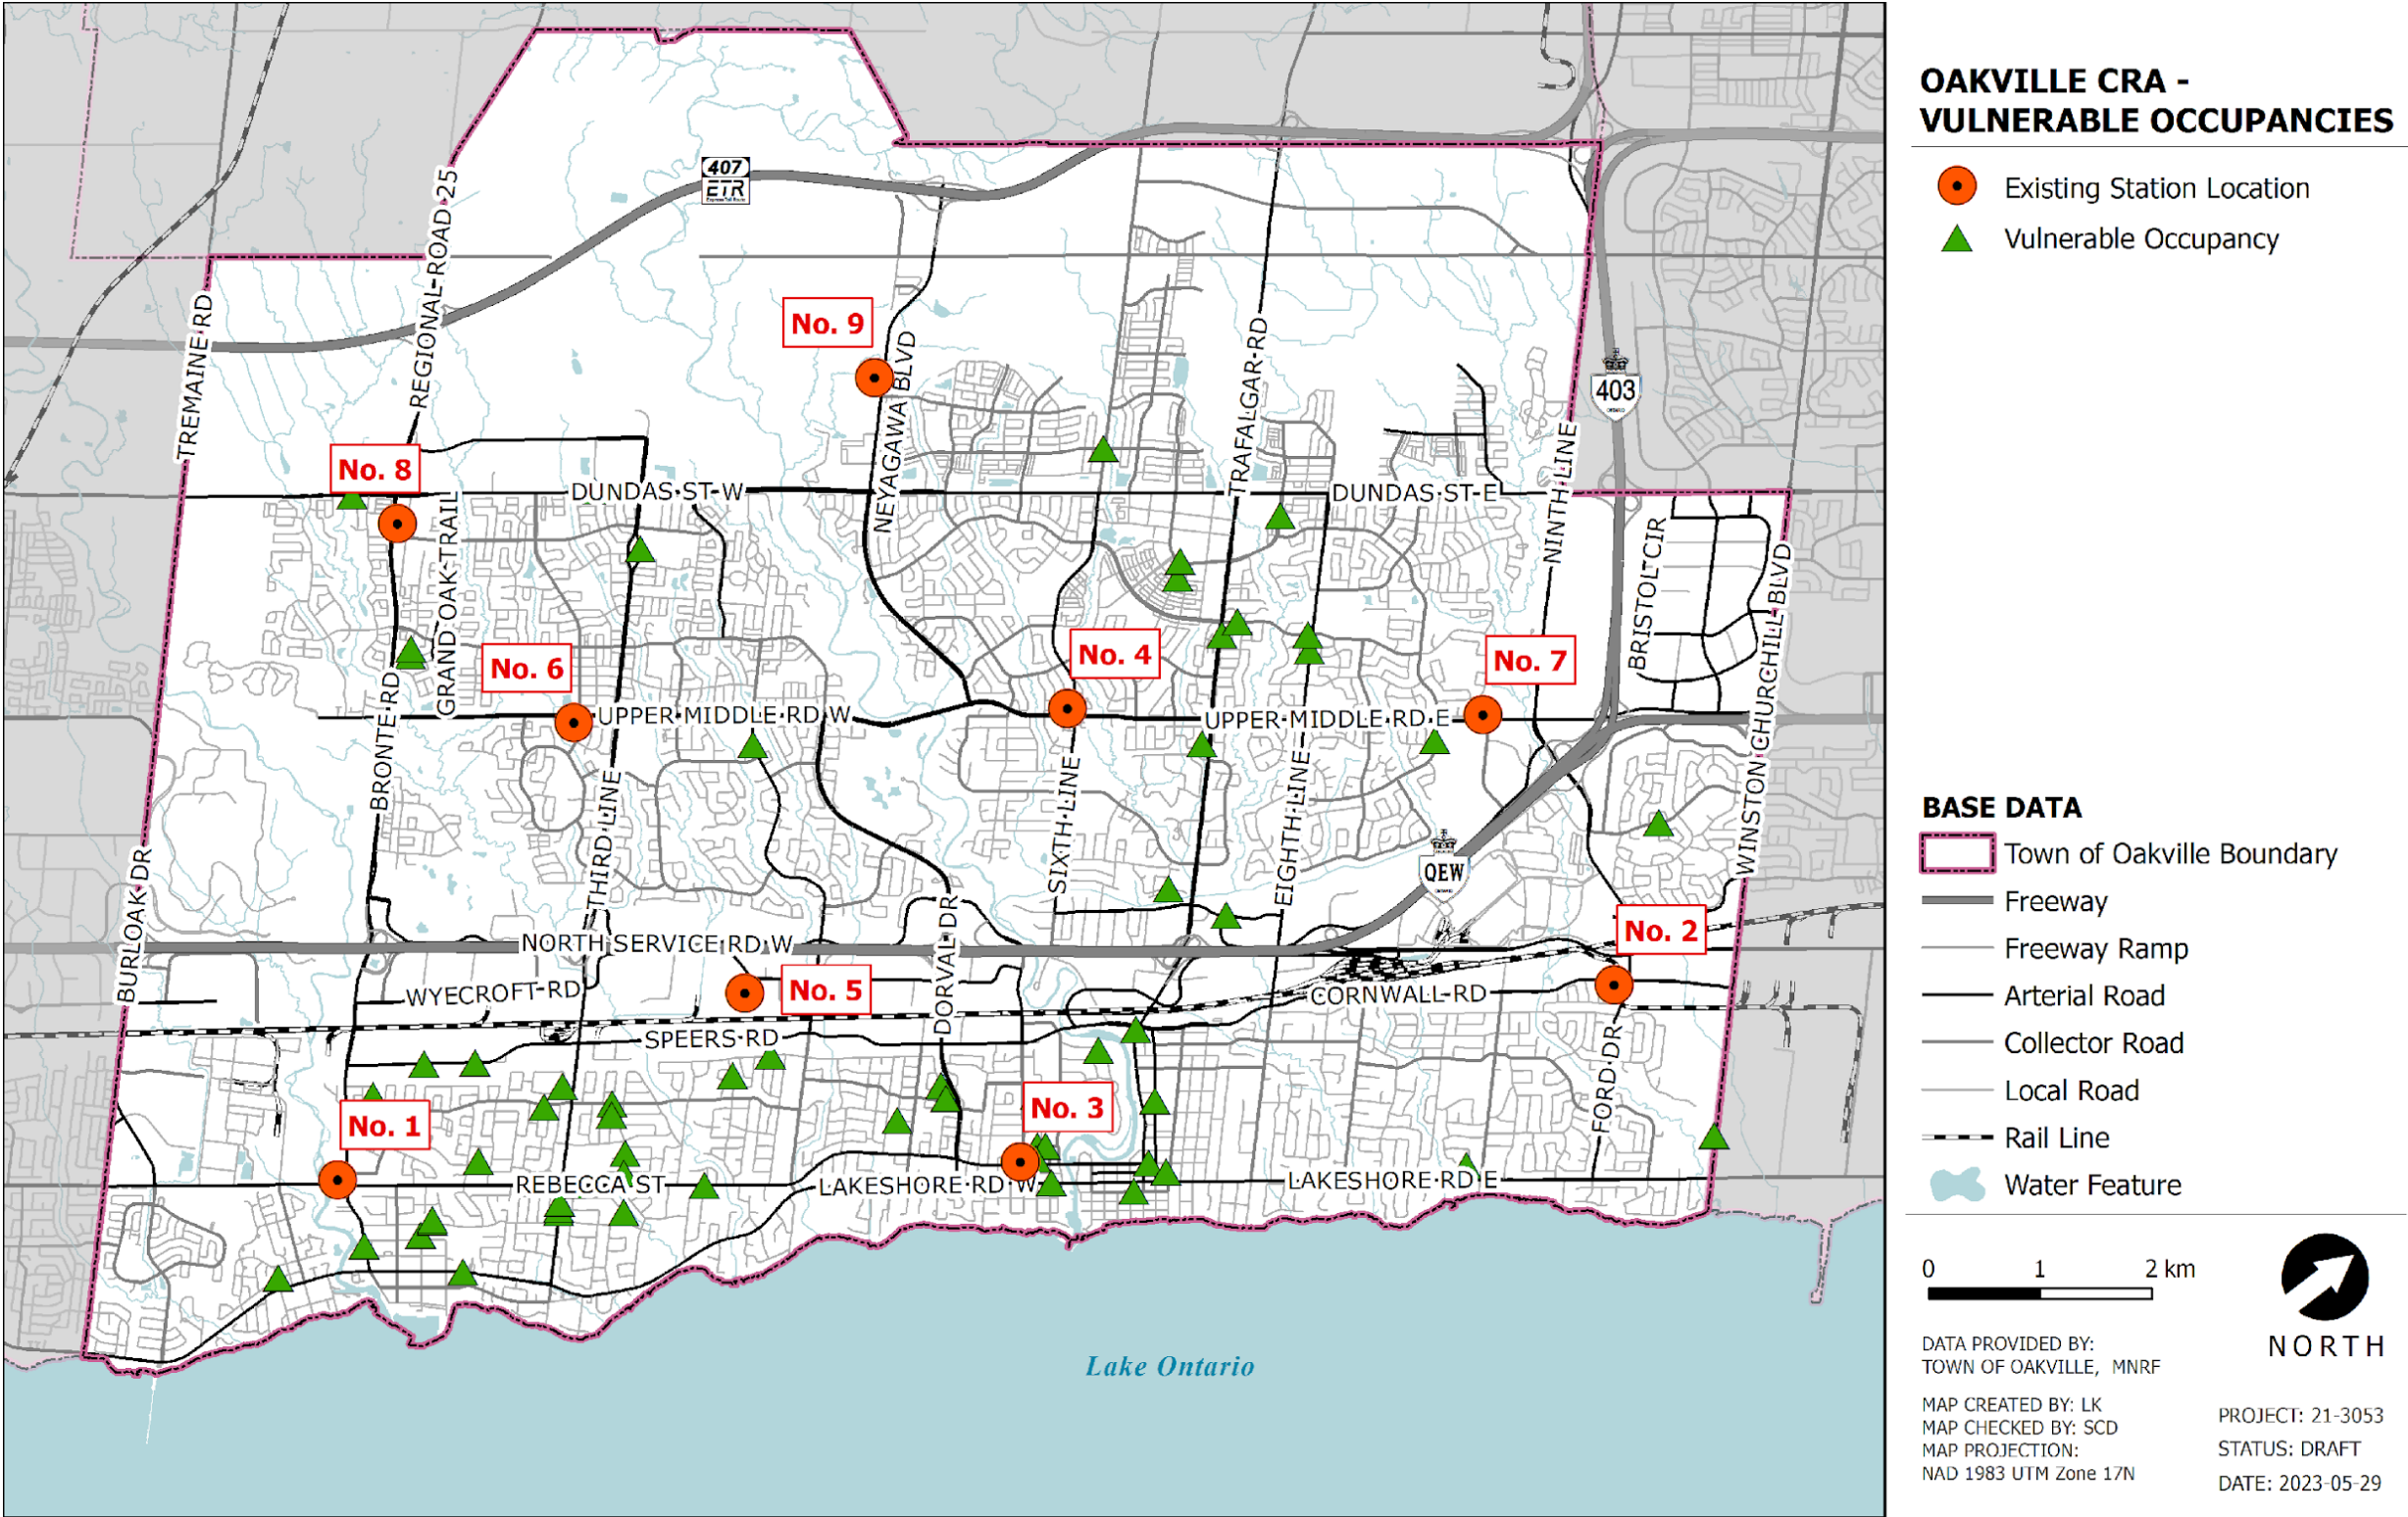 OAKVILLE CRA -
VULNERABLE OCCUPANCIES
Existing Station Location
Vulnerable Occupancy
407
ETR
No. 9
REGIONAL ROAD 25
TREMAINE RD
NEYAGAWA BLVD
TRAFALGAR RD
403
No. 8
DUNDAS ST W
DUNDAS ST E
NINTH LINE
GRAND OAK TRAIL
BRISTOL CIR
No. 6
No. 4
No. 7
BRONTE RD
UPPER MIDDLE RD W
UPPER MIDDLE RD E
WINSTON CHURCHILL BLVD
THIRD LINE
SIXTH LINE
EIGHTH LINE
QEW
BURLOAK DR
NORTH SERVICE RD W
DORVAL DR
No. 2
WYECROFT RD
No. 5
CORNWALL RD
SPEERS RD
FORD DR
No. 1
No. 3
REBECCA ST
LAKESHORE RD W
LAKESHORE RD E
Lake Ontario
BASE DATA
Town of Oakville Boundary
Freeway
Freeway Ramp
Arterial Road
Collector Road
Local Road
Rail Line
Water Feature
0 1 2 km
NORTH
DATA PROVIDED BY:
TOWN OF OAKVILLE, MNRF
MAP CREATED BY: LK
MAP CHECKED BY: SCD
MAP PROJECTION:
NAD 1983 UTM Zone 17N
PROJECT: 21-3053
STATUS: DRAFT
DATE: 2023-05-29